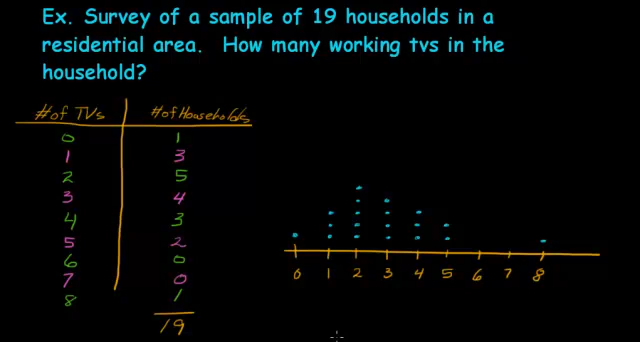 Ex. Survey of a sample of 19 households in a
residential area. How many working tvs in the
household?
# of TVs # of Households
0 1
1 3
2 5
3 4
4 3
5 2
6 0
7 0
8 1
19
0 1 2 3 4 5 6 7 8